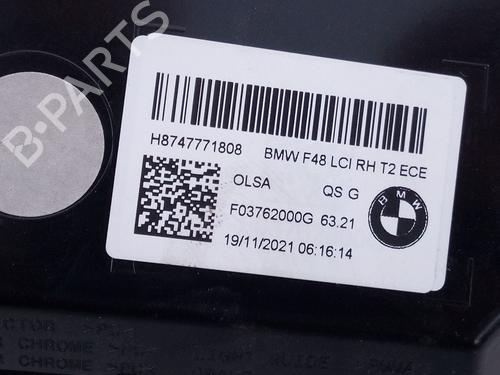 B-PARTS
H8747771808 BMW F48 LCI RH T2 ECE
OLSA QS G
F03762000G 63.21
BMW
19/11/2021 06:16:14
CHROME
CHROME